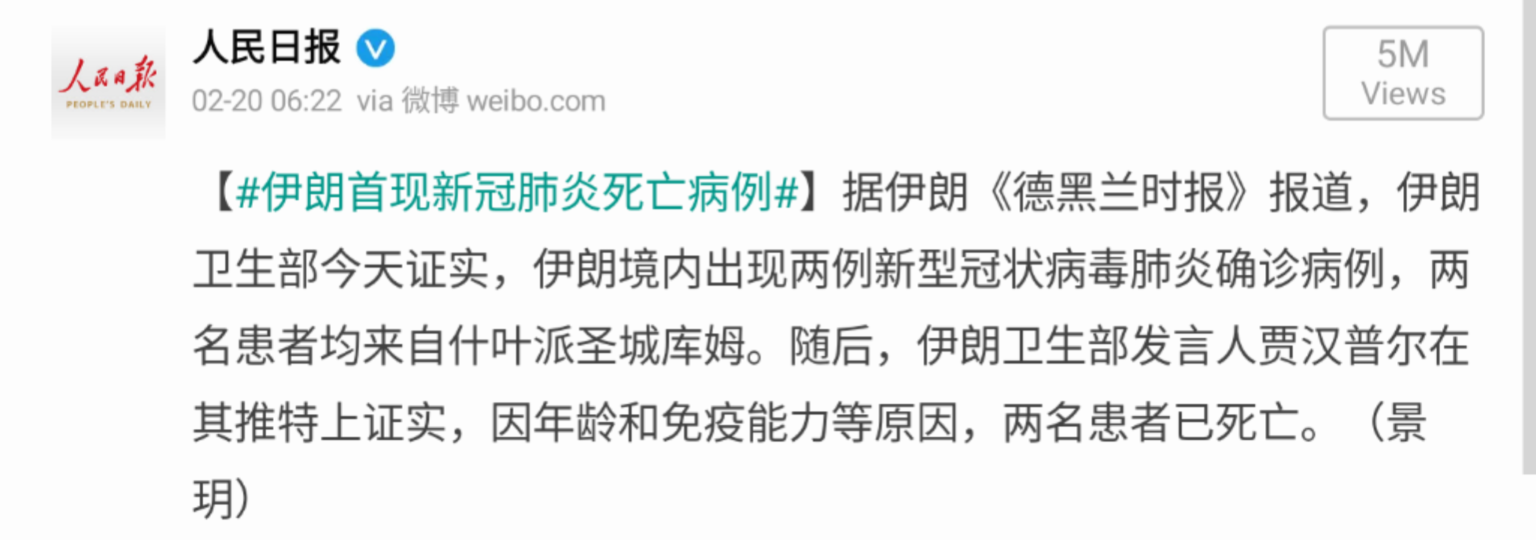 人民日报
PEOPLE'S DAILY
人民日报
02-20 06:22 via 微博 weibo.com
5M
Views
【#伊朗首现新冠肺炎死亡病例#】据伊朗《德黑兰时报》报道，伊朗
卫生部今天证实，伊朗境内出现两例新型冠状病毒肺炎确诊病例，两
名患者均来自什叶派圣城库姆。随后，伊朗卫生部发言人贾汉普尔在
其推特上证实，因年龄和免疫能力等原因，两名患者已死亡。（景
玥）